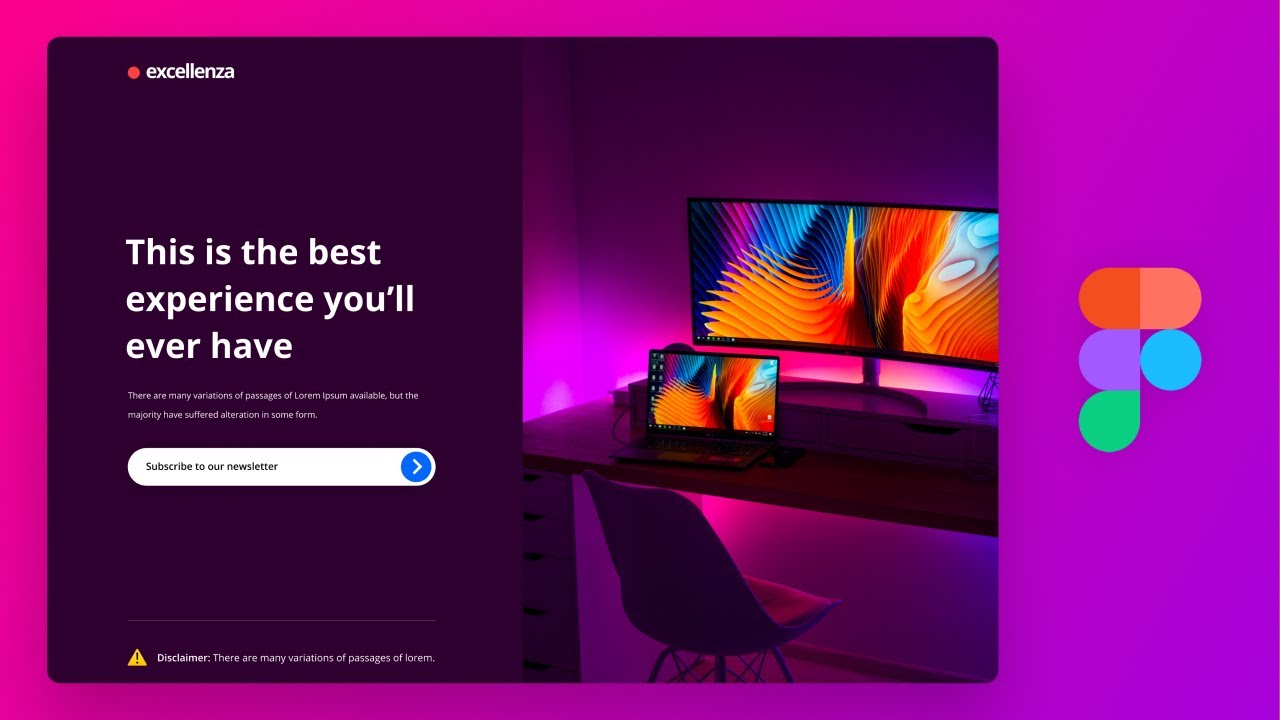 excellenza
This is the best
experience you’ll
ever have
There are many variations of passages of Lorem Ipsum available, but the
majority have suffered alteration in some form.
Subscribe to our newsletter
Disclaimer: There are many variations of passages of lorem.